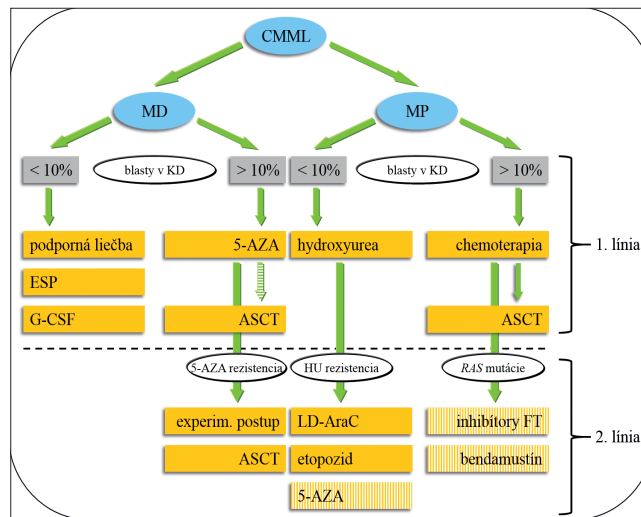 CMML
MD
MP
< 10%
blasty v KD
> 10%
< 10%
blasty v KD
> 10%
podporná liečba
5-AZA
hydroxyurea
chemoterapia
1. línia
ESP
G-CSF
ASCT
ASCT
5-AZA rezistencia
HU rezistencia
RAS mutácie
experim. postup
LD-AraC
inhibítory FT
2. línia
ASCT
etopozid
bendamustín
5-AZA